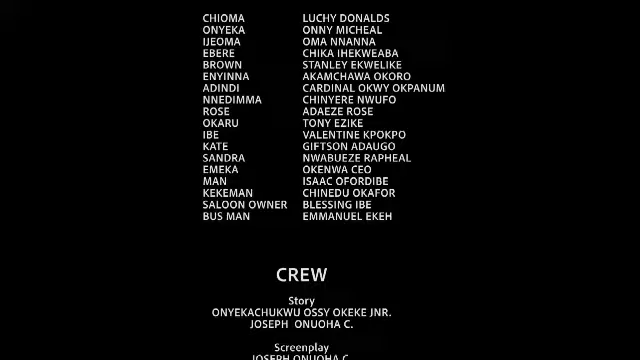 CHIOMA LUCHY DONALDS
ONYEKA ONNY MICHEAL
IJEOMA OMA NNANNA
EBERE CHIKA IHEKWEABA
BROWN STANLEY EKWELIKE
ENYINNA AKAMCHAWA OKORO
ADINDI CARDINAL OKWY OKPANUM
NNEDIMMA CHINYERE NWUFO
ROSE ADAEZE ROSE
OKARU TONY EZIKE
IBE VALENTINE KPOKPO
KATE GIFTSON ADAUGO
SANDRA NWABUEZE RAPHEAL
EMEKA OKENWA CEO
MAN ISAAC OFORDIBE
KEKEMAN CHINEDU OKAFOR
SALOON OWNER BLESSING IBE
BUS MAN EMMANUEL EKEH
CREW
Story
ONYEKACHUKWU OSSY OKEKE JNR.
JOSEPH ONUOHA C.
Screenplay
JOSEPH ONUOHA C.